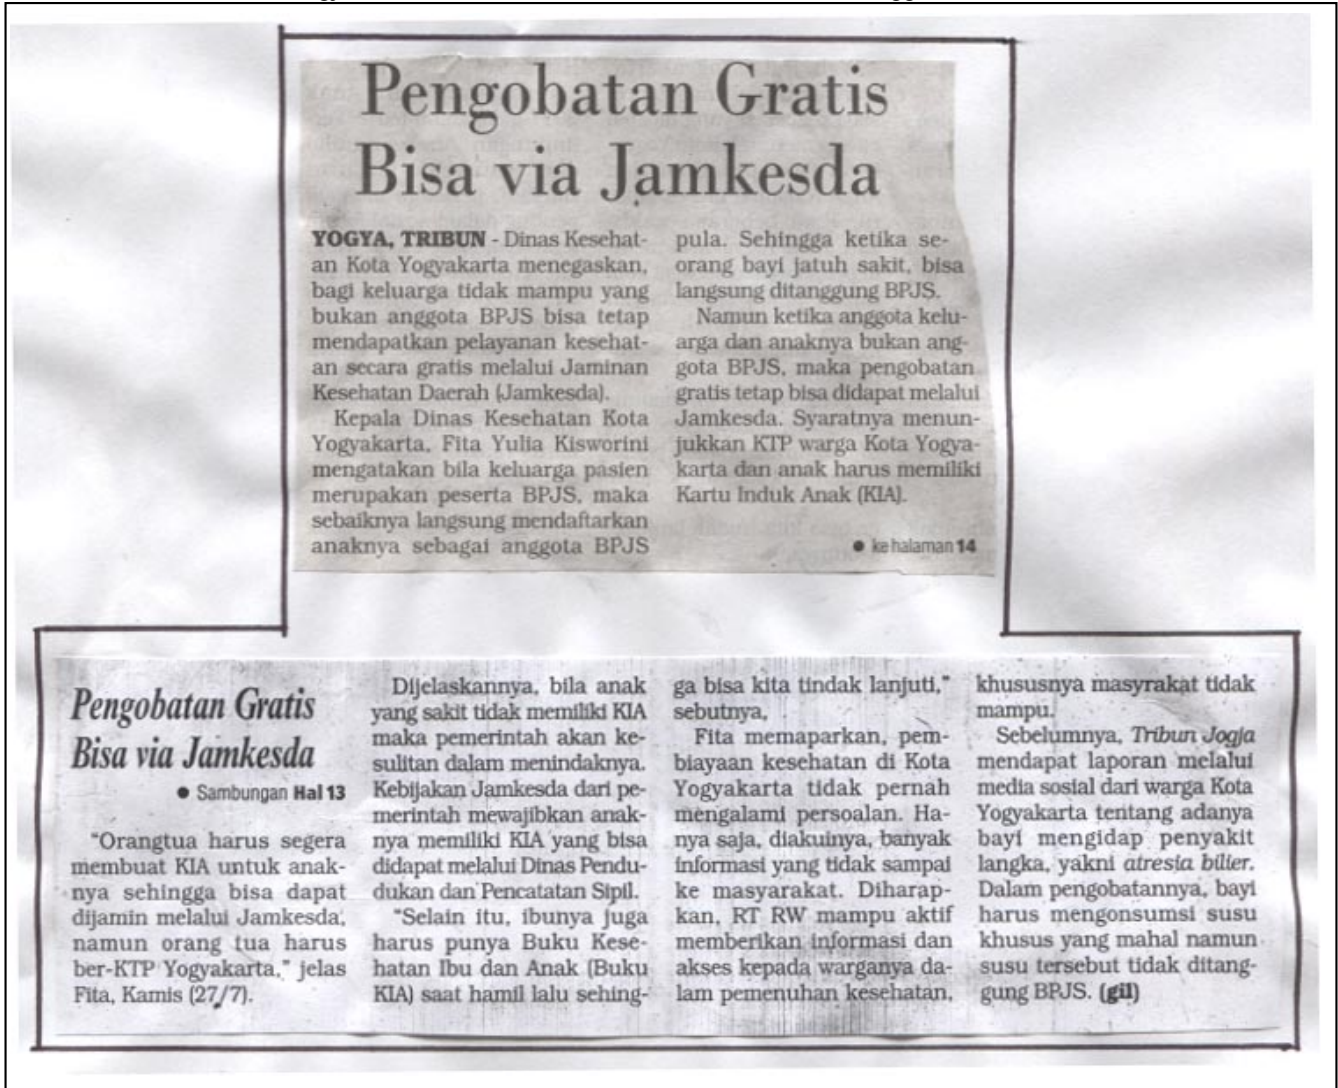 Pengobatan Gratis
Bisa via Jamkesda
YOGYA, TRIBUN - Dinas Kesehat-
an Kota Yogyakarta menegaskan,
bagi keluarga tidak mampu yang
bukan anggota BPJS bisa tetap
mendapatkan pelayanan kesehat-
an secara gratis melalui Jaminan
Kesehatan Daerah (Jamkesda).
Kepala Dinas Kesehatan Kota
Yogyakarta, Fita Yulia Kisworini
mengatakan bila keluarga pasien
merupakan peserta BPJS, maka
sebaiknya langsung mendaftarkan
anaknya sebagai anggota BPJS
pula. Sehingga ketika se-
orang bayi jatuh sakit, bisa
langsung ditanggung BPJS.
Namun ketika anggota kelu-
arga dan anaknya bukan ang-
gota BPJS, maka pengobatan
gratis tetap bisa didapat melalui
Jamkesda. Syaratnya menun-
jukkan KTP warga Kota Yogya-
karta dan anak harus memiliki
Kartu Induk Anak (KIA).
● ke halaman 14
Pengobatan Gratis
Bisa via Jamkesda
● Sambungan Hal 13
"Orangtua harus segera
membuat KIA untuk anak-
nya sehingga bisa dapat
dijamin melalui Jamkesda,
namun orang tua harus
ber-KTP Yogyakarta," jelas
Fita, Kamis (27/7).
Dijelaskannya, bila anak
yang sakit tidak memiliki KIA
maka pemerintah akan ke-
sulitan dalam menindaknya.
Kebijakan Jamkesda dari pe-
merintah mewajibkan anak-
nya memiliki KIA yang bisa
didapat melalui Dinas Pendu-
dukan dan Pencatatan Sipil.
"Selain itu, ibunya juga
harus punya Buku Kese-
hatan Ibu dan Anak (Buku
KIA) saat hamil lalu sehing-
ga bisa kita tindak lanjuti,"
sebutnya,
Fita memaparkan, pem-
biayaan kesehatan di Kota
Yogyakarta tidak pernah
mengalami persoalan. Ha-
nya saja, diakuinya, banyak
informasi yang tidak sampai
ke masyarakat. Diharap-
kan, RT RW mampu aktif
memberikan informasi dan
akses kepada warganya da-
lam pemenuhan kesehatan,
khususnya masyrakat tidak
mampu.
Sebelumnya, Tribun Jogja
mendapat laporan melalui
media sosial dari warga Kota
Yogyakarta tentang adanya
bayi mengidap penyakit
langka, yakni atresia bilier.
Dalam pengobatannya, bayi
harus mengonsumsi susu
khusus yang mahal namun
susu tersebut tidak ditang-
gung BPJS. (gil)